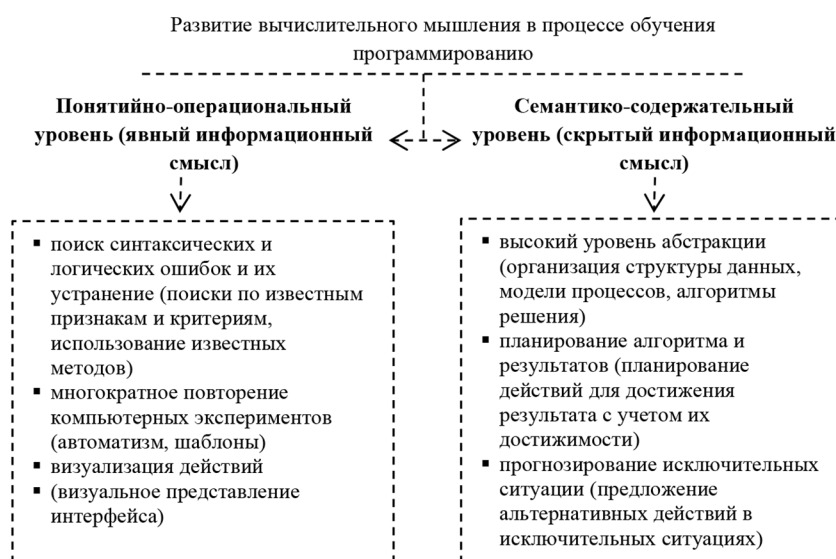 Развитие вычислительного мышления в процессе обучения
программированию
Понятийно-операциональный
уровень (явный информационный
смысл)
Семантико-содержательный
уровень (скрытый информационный
смысл)
▪ поиск синтаксических и
логических ошибок и их
устранение (поиски по известным
признакам и критериям,
использование известных
методов)
▪ многократное повторение
компьютерных экспериментов
(автоматизм, шаблоны)
▪ визуализация действий
▪ (визуальное представление
интерфейса)
▪ высокий уровень абстракции
(организация структуры данных,
модели процессов, алгоритмы
решения)
▪ планирование алгоритма и
результатов (планирование
действий для достижения
результата с учетом их
достижимости)
▪ прогнозирование исключительных
ситуации (предложение
альтернативных действий в
исключительных ситуациях)